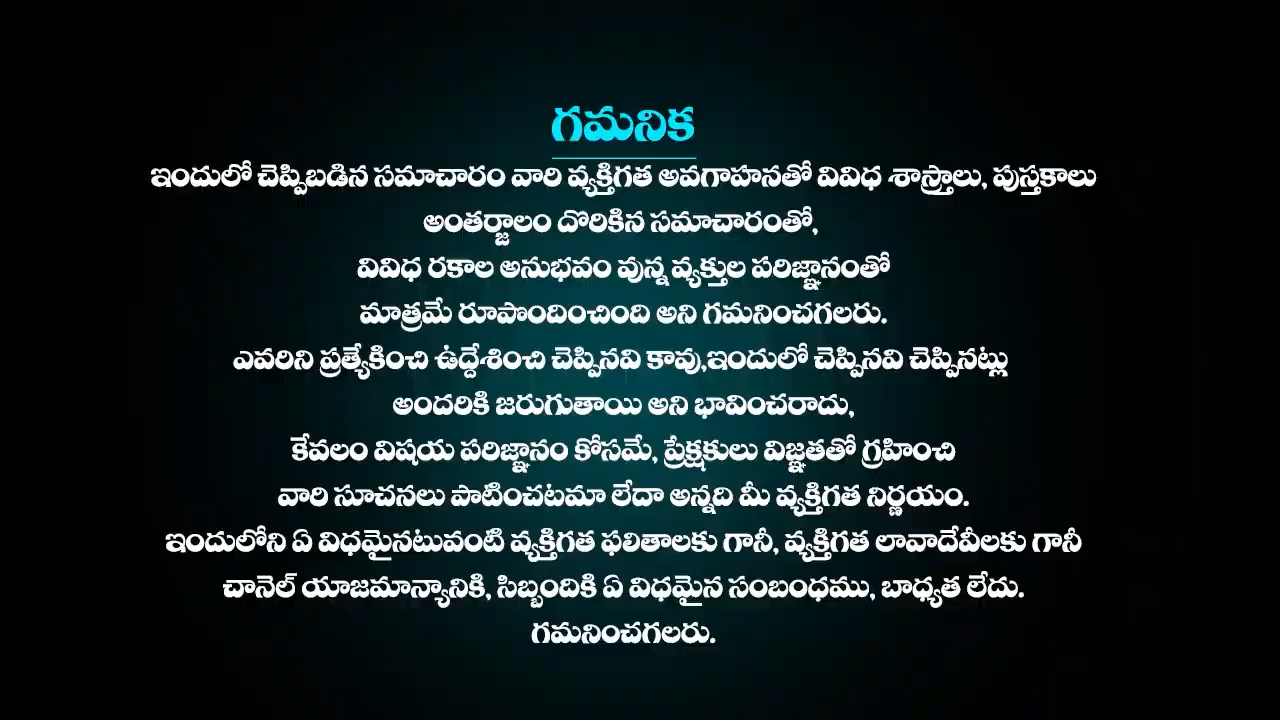 గమనిక
ఇందులో చెప్పిబడిన సమాచారం వారి వ్యక్తిగత అవగాహనతో వివిధ శాస్త్రాలు, పుస్తకాలు
అంతర్జాలం దొరికిన సమాచారంతో,
వివిధ రకాల అనుభవం వున్న వ్యక్తుల పరిజ్ఞానంతో
మాత్రమే రూపొందించింది అని గమనించగలరు.
ఎవరిని ప్రత్యేకించి ఉద్దేశించి చెప్పినవి కావు,ఇందులో చెప్పినవి చెప్పినట్లు
అందరికి జరుగుతాయి అని భావించరాదు,
కేవలం విషయ పరిజ్ఞానం కోసమే, ప్రేక్షకులు విజ్ఞతతో గ్రహించి
వారి సూచనలు పాటించటమా లేదా అన్నది మీ వ్యక్తిగత నిర్ణయం.
ఇందులోని ఏ విధమైనటువంటి వ్యక్తిగత ఫలితాలకు గానీ, వ్యక్తిగత లావాదేవీలకు గానీ
చానెల్ యాజమాన్యానికి, సిబ్బందికి ఏ విధమైన సంబంధము, బాధ్యత లేదు.
గమనించగలరు.